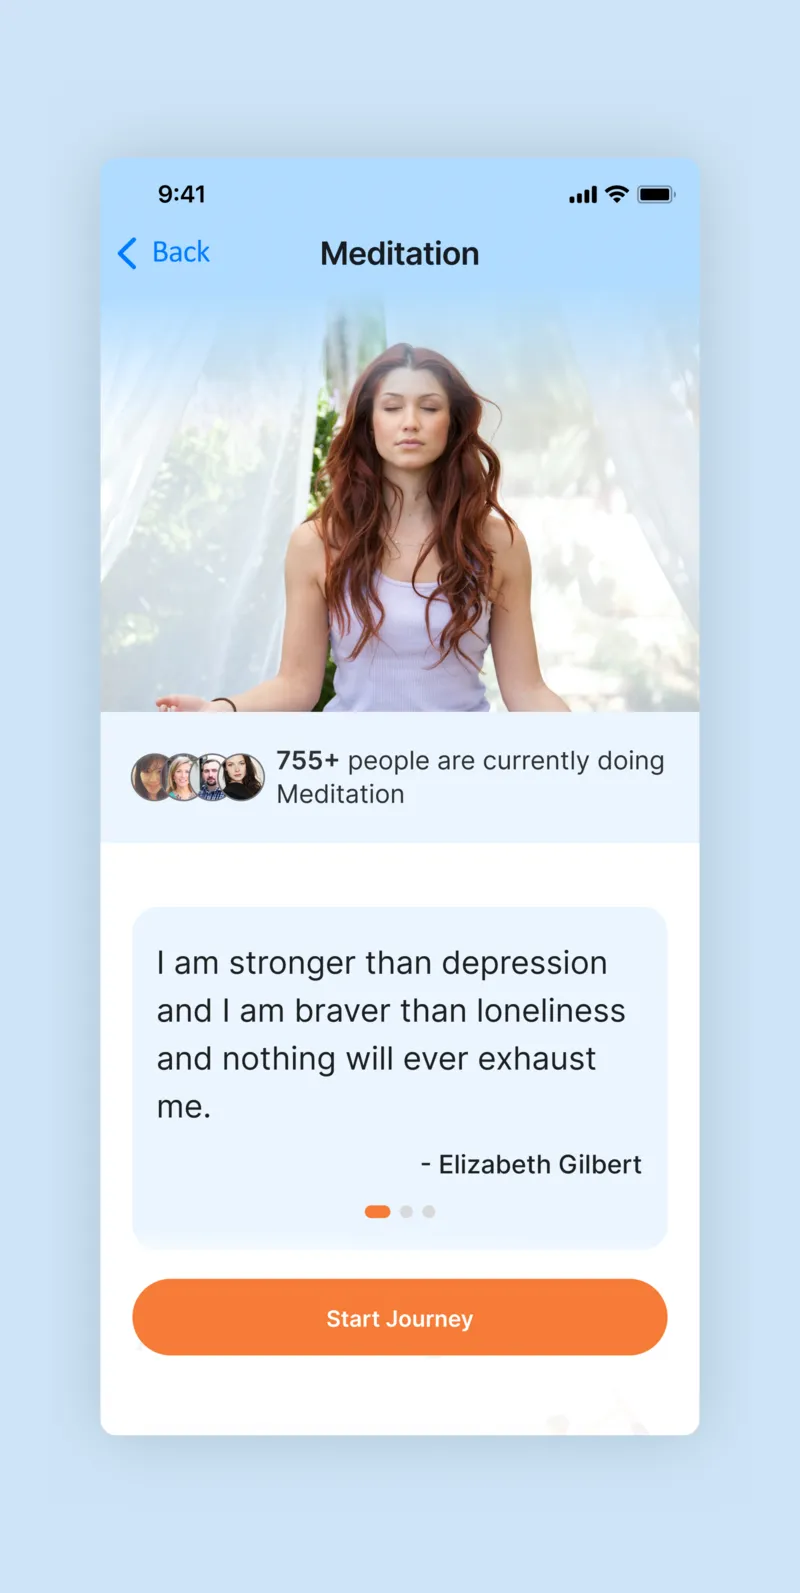 9:41
Back
Meditation
755+ people are currently doing
Meditation
I am stronger than depression
and I am braver than loneliness
and nothing will ever exhaust
me.
- Elizabeth Gilbert
Start Journey